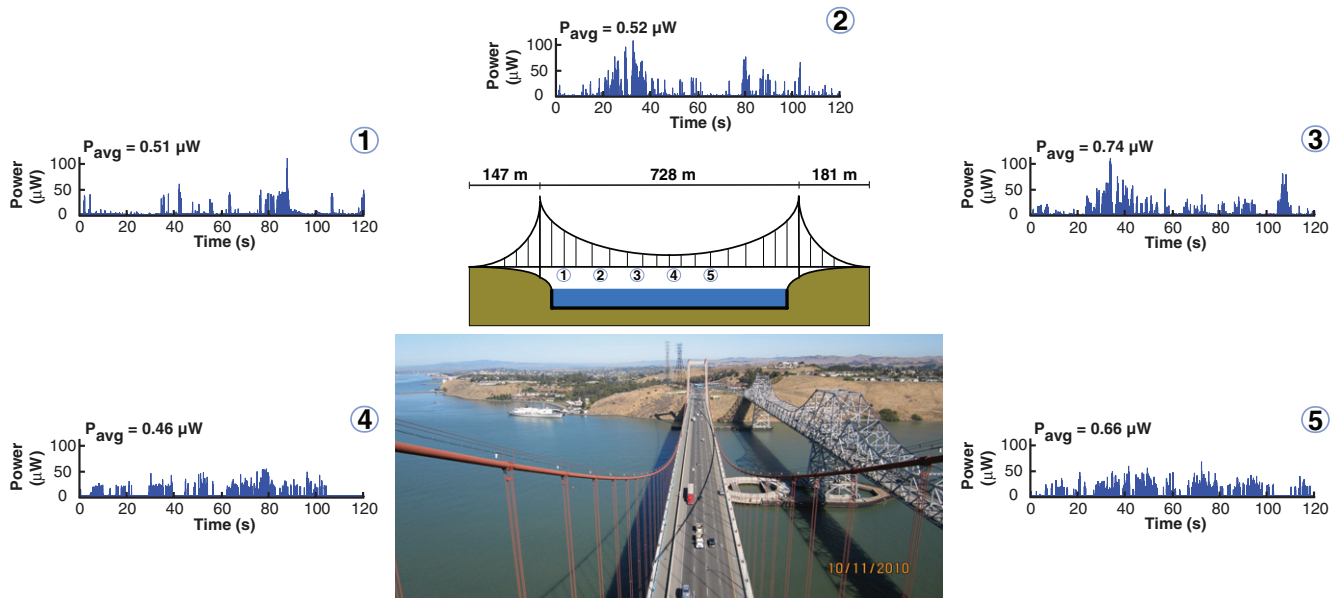 2
P avg = 0.52 µW
Power (µW)
100
50
0
0 20 40 60 80 100 120
Time (s)
1
P avg = 0.51 µW
Power (µW)
100
50
0
0 20 40 60 80 100 120
Time (s)
147 m 728 m 181 m
1 2 3 4 5
3
P avg = 0.74 µW
Power (µW)
100
50
0
0 20 40 60 80 100 120
Time (s)
4
P avg = 0.46 µW
Power (µW)
100
50
0
0 20 40 60 80 100 120
Time (s)
10/11/2010
5
P avg = 0.66 µW
Power (µW)
100
50
0
0 20 40 60 80 100 120
Time (s)